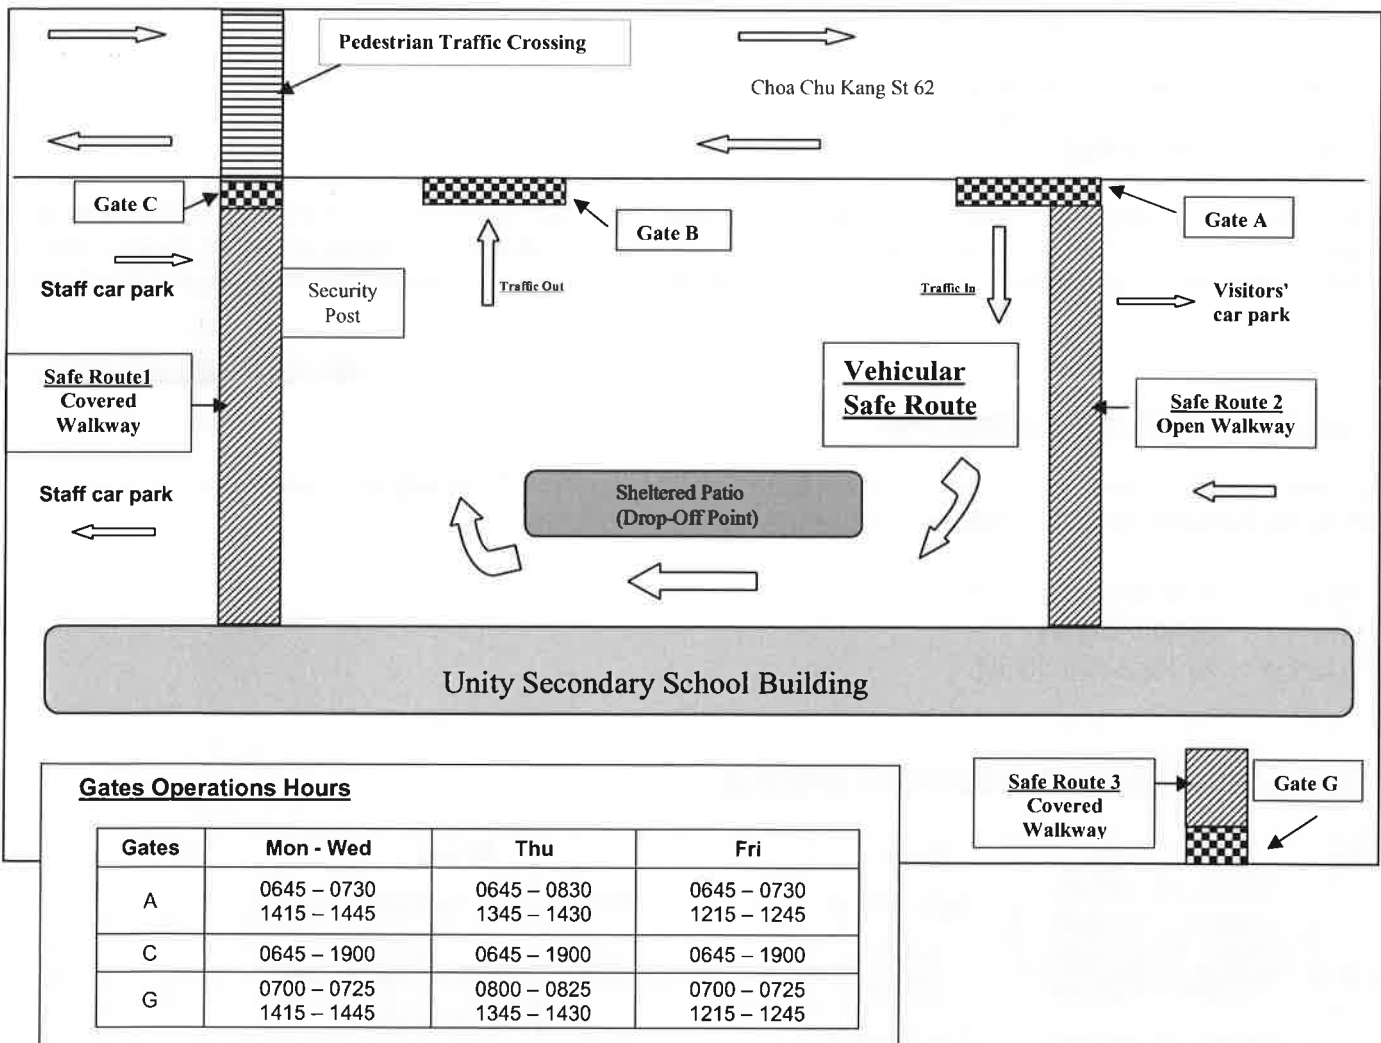 Pedestrian Traffic Crossing
Choa Chu Kang St 62
Gate C
Gate B
Gate A
Staff car park
Security
Post
Traffic Out
Traffic In
Visitors'
car park
Safe Route1
Covered
Walkway
Vehicular
Safe Route
Safe Route 2
Open Walkway
Staff car park
Sheltered Patio
(Drop-Off Point)
Unity Secondary School Building
Safe Route 3
Covered
Walkway
Gate G
Gates Operations Hours
Gates Mon - Wed Thu Fri
A 0645 – 0730 0645 – 0830 0645 – 0730
1415 – 1445 1345 – 1430 1215 – 1245
C 0645 – 1900 0645 – 1900 0645 – 1900
G 0700 – 0725 0800 – 0825 0700 – 0725
1415 – 1445 1345 – 1430 1215 – 1245